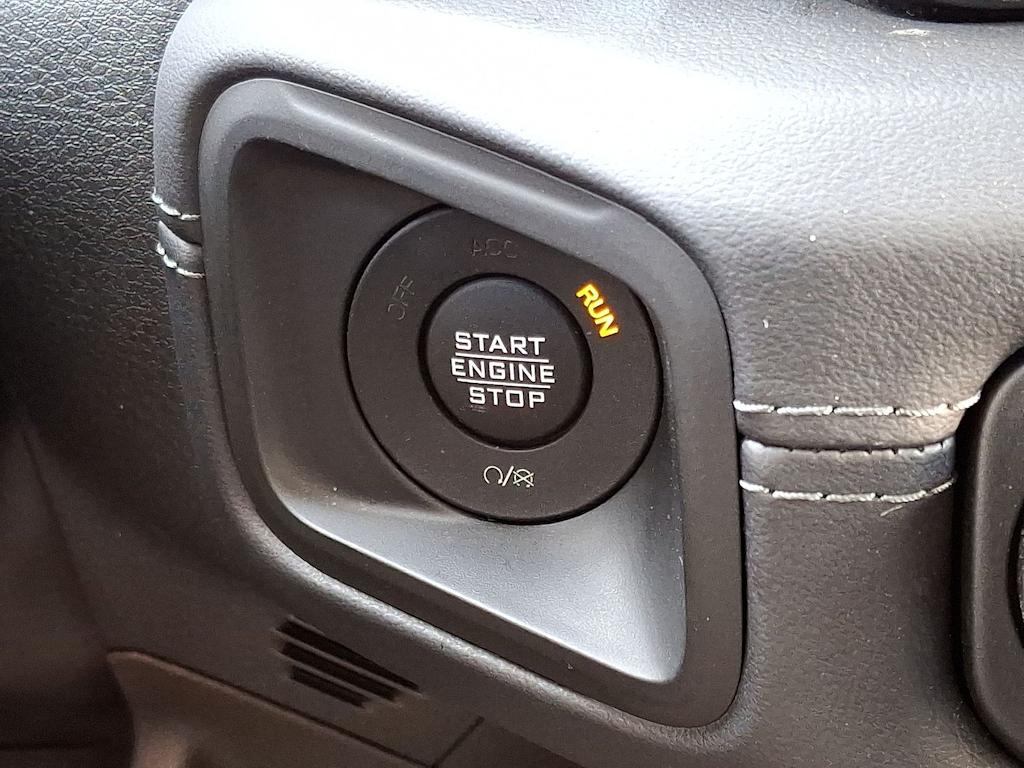 ACC
OFF
RUN
START
ENGINE
STOP